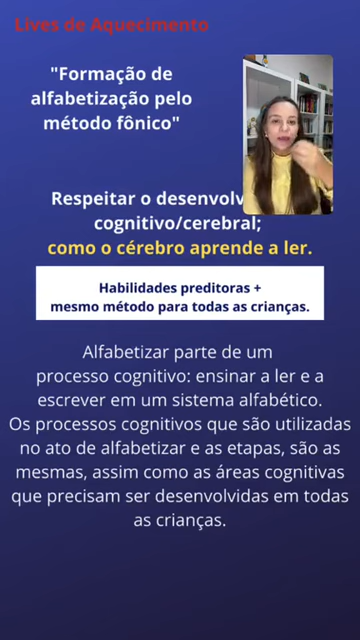 Lives de Aquecimento
"Formação de
alfabetização pelo
método fônico"
Respeitar o
cognitivo/cerebral;
como o cérebro aprende a ler.
Habilidades preditoras +
mesmo método para todas as crianças.
Alfabetizar parte de um
processo cognitivo: ensinar a ler e a
escrever em um sistema alfabético.
Os processos cognitivos que são utilizadas
no ato de alfabetizar e as etapas, são as
mesmas, assim como as áreas cognitivas
que precisam ser desenvolvidas em todas
as crianças.